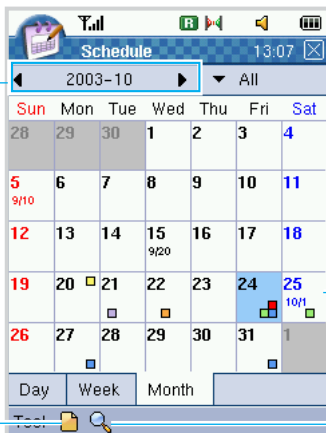 R
Schedule 13:07
2003-10 All
Sun Mon Tue Wed Thu Fri Sat
28 29 30 1 2 3 4
5 6 7 8 9 10 11
9/10
12 13 14 15 16 17 18
9/20
19 20 21 22 23 24 25
10/1
26 27 28 29 30 31 1
Day Week Month
Tool